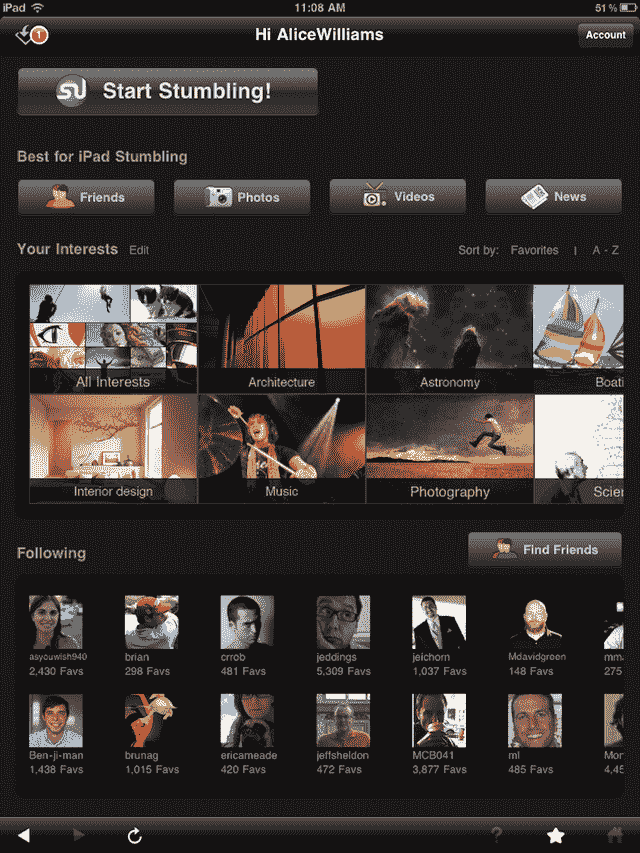 iPad 11:08 AM 51%
1 Hi AliceWilliams Account
Start Stumbling!
Best for iPad Stumbling
Friends Photos Videos News
Your Interests Edit Sort by: Favorites | A - Z
All Interests Architecture Astronomy Boati
Interior design Music Photography Scien
Following Find Friends
asyouwish940 brian crrob jeddings jeichorn Mdavidgreen mm
2,430 Favs 298 Favs 481 Favs 5,309 Favs 1,037 Favs 148 Favs 275
Ben-ji-man brunag ericameade jeffsheldon MCB041 ml Mor
1,438 Favs 1,015 Favs 420 Favs 472 Favs 3,877 Favs 485 Favs 4,45